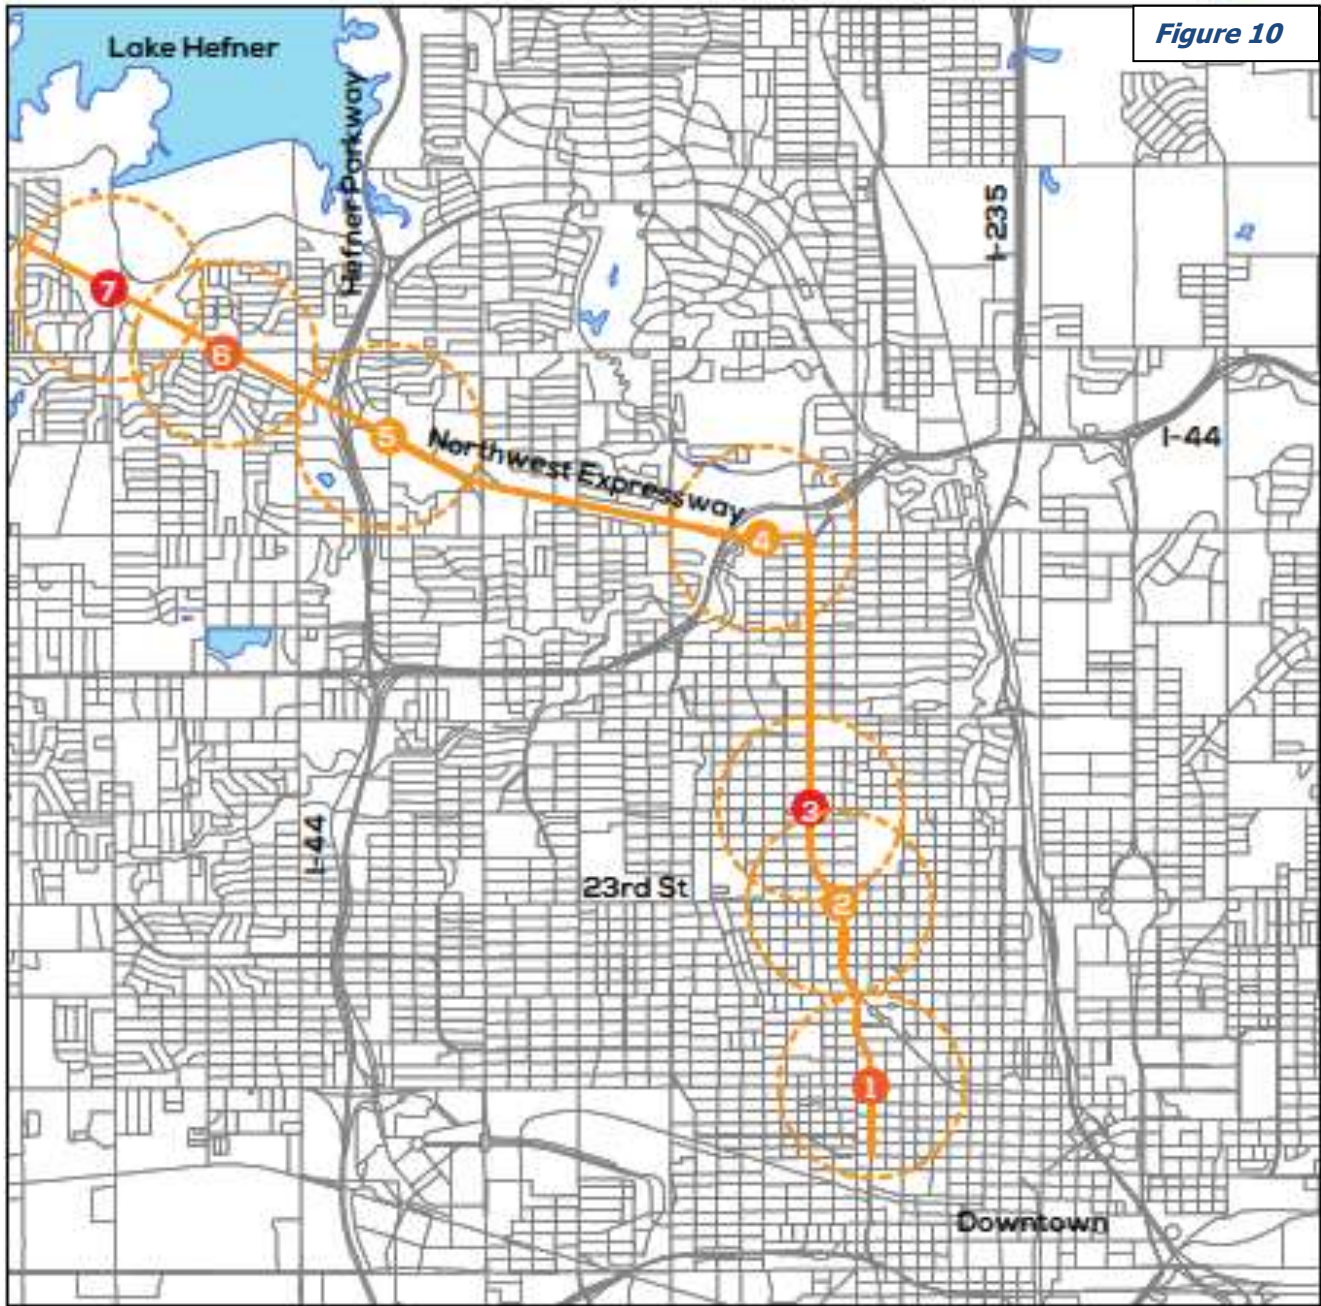 Figure 10
Lake Hefner
Hefner Parkway
I-235
7
6
5
Northwest Expressway
I-44
4
3
I-44
23rd St
2
1
Downtown